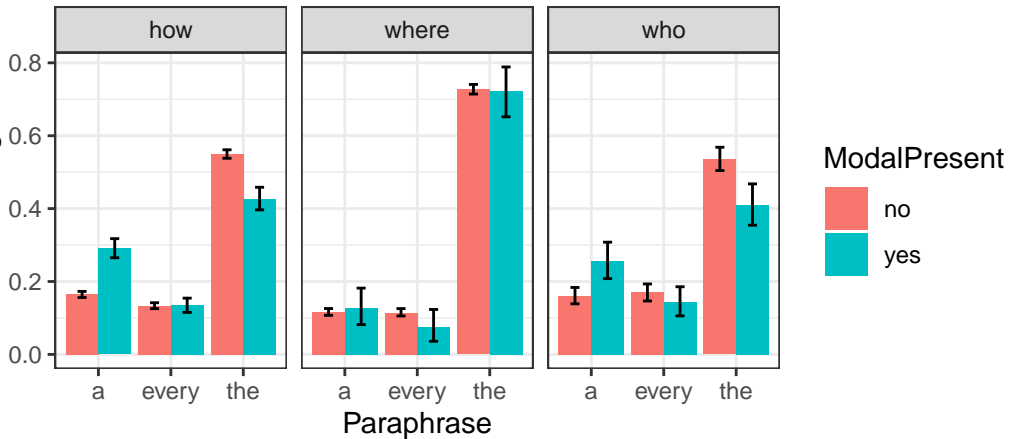 how where who
0.8
0.6
0.4
0.2
0.0
a every the a every the a every the
Paraphrase
ModalPresent
no
yes